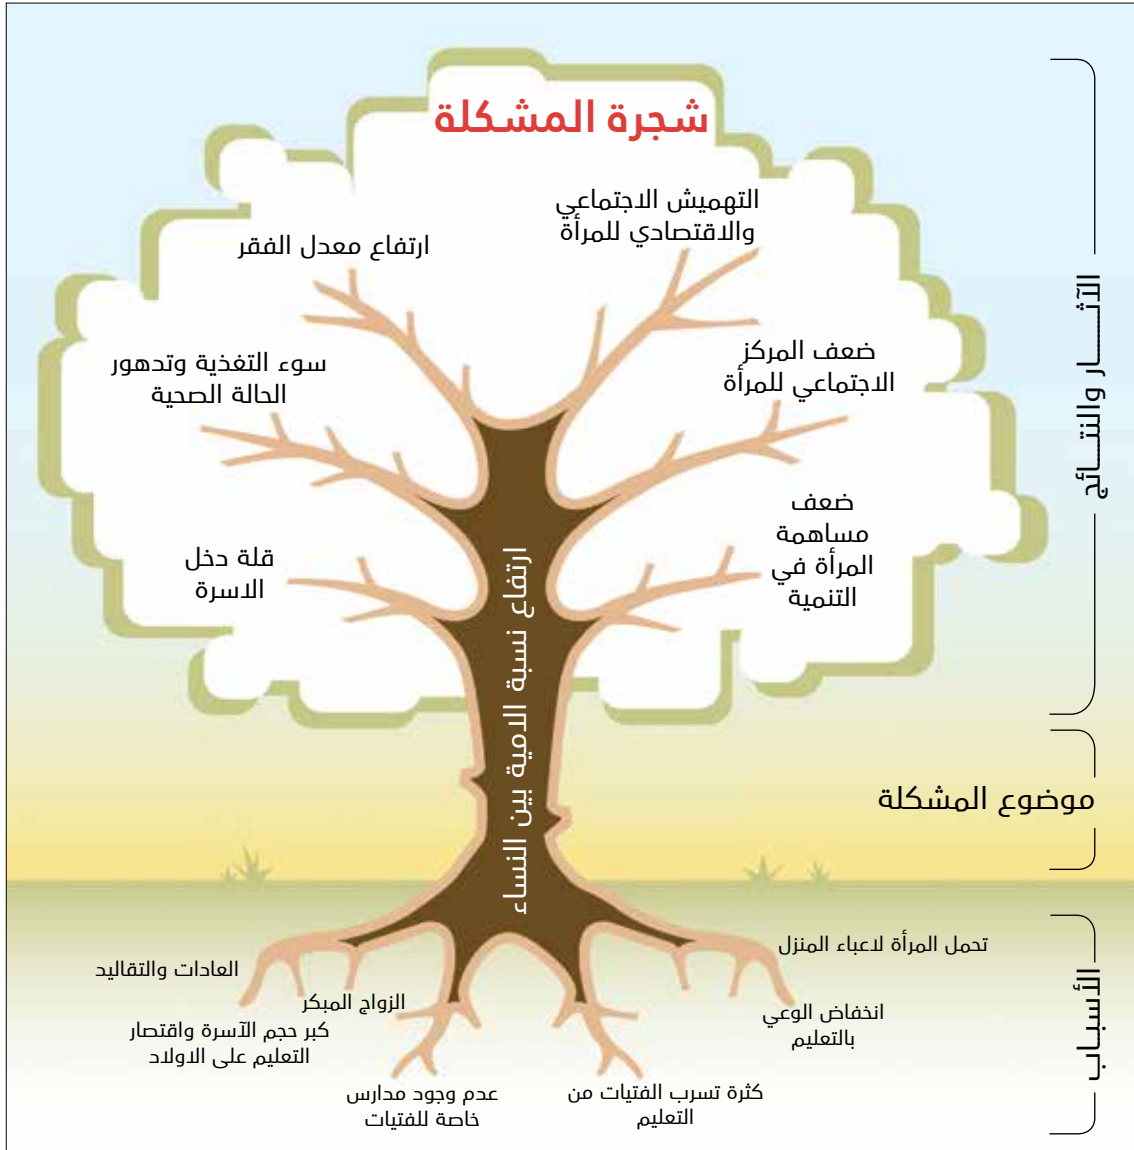 شجرة المشكلة
التهميش الاجتماعي
والاقتصادي للمرأة
ارتفاع معدل الفقر
ضعف المركز
الاجتماعي للمرأة
سوء التغذية وتدهور
الحالة الصحية
ضعف
مساهمة
المرأة في
التنمية
قلة دخل
الاسرة
الآثــــار والنتــــائج
ارتفاع نسبة الامية بين النساء
موضوع المشكلة
الأسبــاب
تحمل المرأة لاعباء المنزل
العادات والتقاليد
انخفاض الوعي
بالتعليم
الزواج المبكر
كبر حجم الآسرة واقتصار
التعليم على الاولاد
كثرة تسرب الفتيات من
التعليم
عدم وجود مدارس
خاصة للفتيات